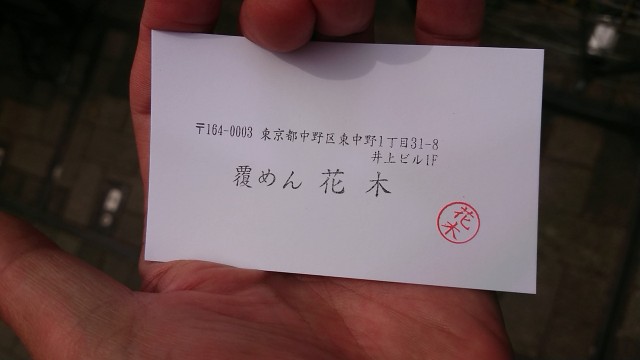 〒164-0003 東京都中野区東中野1丁目31-8
井上ビル1F
覆めん 花木
花木